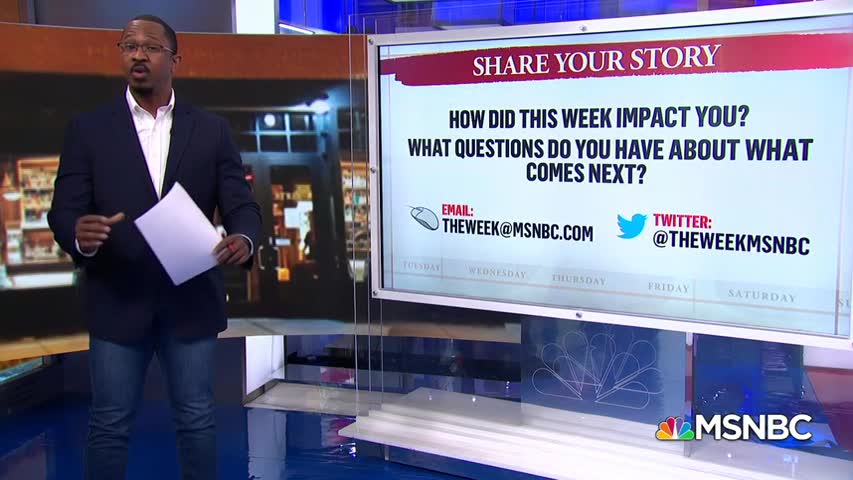 SHARE YOUR STORY
HOW DID THIS WEEK IMPACT YOU?
WHAT QUESTIONS DO YOU HAVE ABOUT WHAT
COMES NEXT?
EMAIL:
THEWEEK@MSNBC.COM
TWITTER:
@THEWEEKMSNBC
TUESDAY
WEDNESDAY
THURSDAY
FRIDAY
SATURDAY
SU
MSNBC